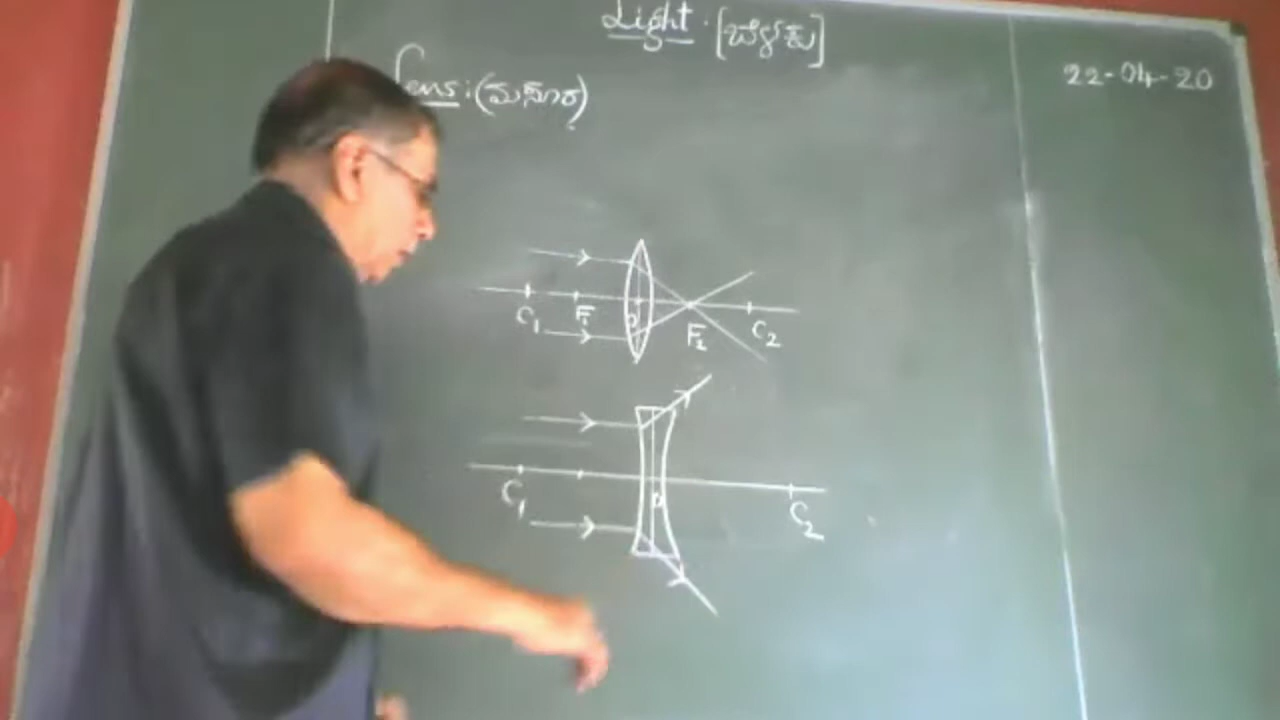 Light. [ಬೆಳಕು]
22-04-20
Lens: (ಮಸೂರ)
C₁ F₁ O F₂ C₂
C₁ O C₂